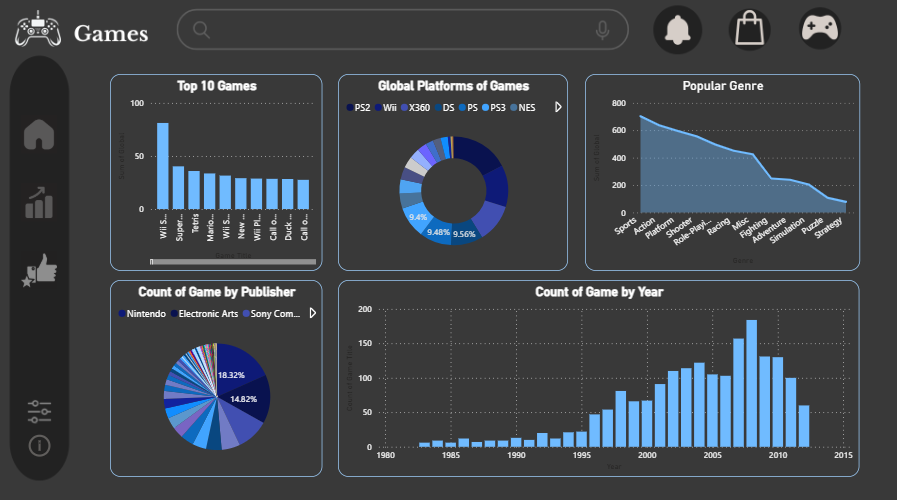 Games
Top 10 Games
100
50
0
Wii S...
Super...
Tetris
Mario...
Wii S...
New ...
Wii Pl...
Call o...
Duck ...
Call o...
Global Platforms of Games
PS2 Wii X360 DS PS PS3 NES
9.4%
9.48%
9.56%
Popular Genre
800
600
400
200
0
Sports
Action
Platform
Shooter
Role-Playi...
Racing
Misc
Fighting
Adventure
Simulation
Puzzle
Strategy
Genre
Count of Game by Publisher
Nintendo Electronic Arts Sony Com...
18.32%
14.82%
Count of Game by Year
200
150
100
50
0
1980 1985 1990 1995 2000 2005 2010 2015
Year